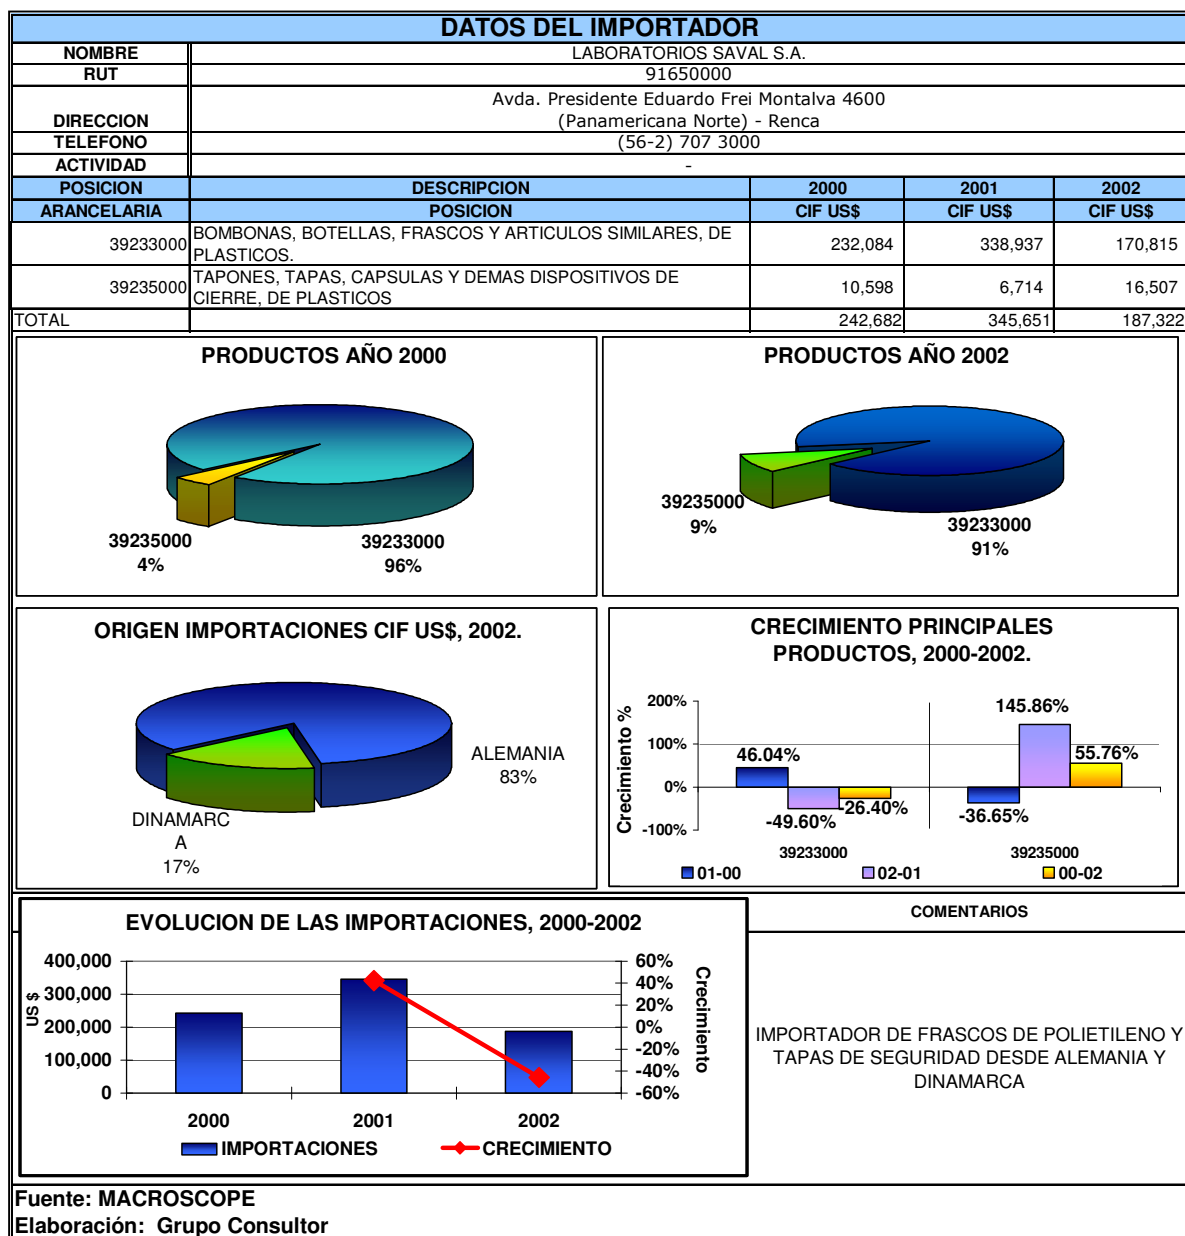 DATOS DEL IMPORTADOR
NOMBRE LABORATORIOS SAVAL S.A.
RUT 91650000
DIRECCION Avda. Presidente Eduardo Frei Montalva 4600
(Panamericana Norte) - Renca
TELEFONO (56-2) 707 3000
ACTIVIDAD -
POSICION DESCRIPCION 2000 2001 2002
ARANCELARIA POSICION CIF US$ CIF US$ CIF US$
39233000 BOMBONAS, BOTELLAS, FRASCOS Y ARTICULOS SIMILARES, DE
PLASTICOS. 232,084 338,937 170,815
39235000 TAPONES, TAPAS, CAPSULAS Y DEMAS DISPOSITIVOS DE
CIERRE, DE PLASTICOS 10,598 6,714 16,507
TOTAL 242,682 345,651 187,322
PRODUCTOS AÑO 2000
39235000
4%
39233000
96%
PRODUCTOS AÑO 2002
39235000
9%
39233000
91%
ORIGEN IMPORTACIONES CIF US$, 2002.
ALEMANIA
83%
DINAMARC
A
17%
CRECIMIENTO PRINCIPALES
PRODUCTOS, 2000-2002.
Crecimiento %
200%
100%
0%
-100%
46.04%
-49.60%
-26.40%
-36.65%
145.86%
55.76%
39233000 39235000
01-00 02-01 00-02
EVOLUCION DE LAS IMPORTACIONES, 2000-2002
US $
400,000
300,000
200,000
100,000
0
60%
40%
20%
0%
-20%
-40%
-60%
Crecimiento
2000 2001 2002
IMPORTACIONES CRECIMIENTO
COMENTARIOS
IMPORTADOR DE FRASCOS DE POLIETILENO Y
TAPAS DE SEGURIDAD DESDE ALEMANIA Y
DINAMARCA
Fuente: MACROSCOPE
Elaboración: Grupo Consultor